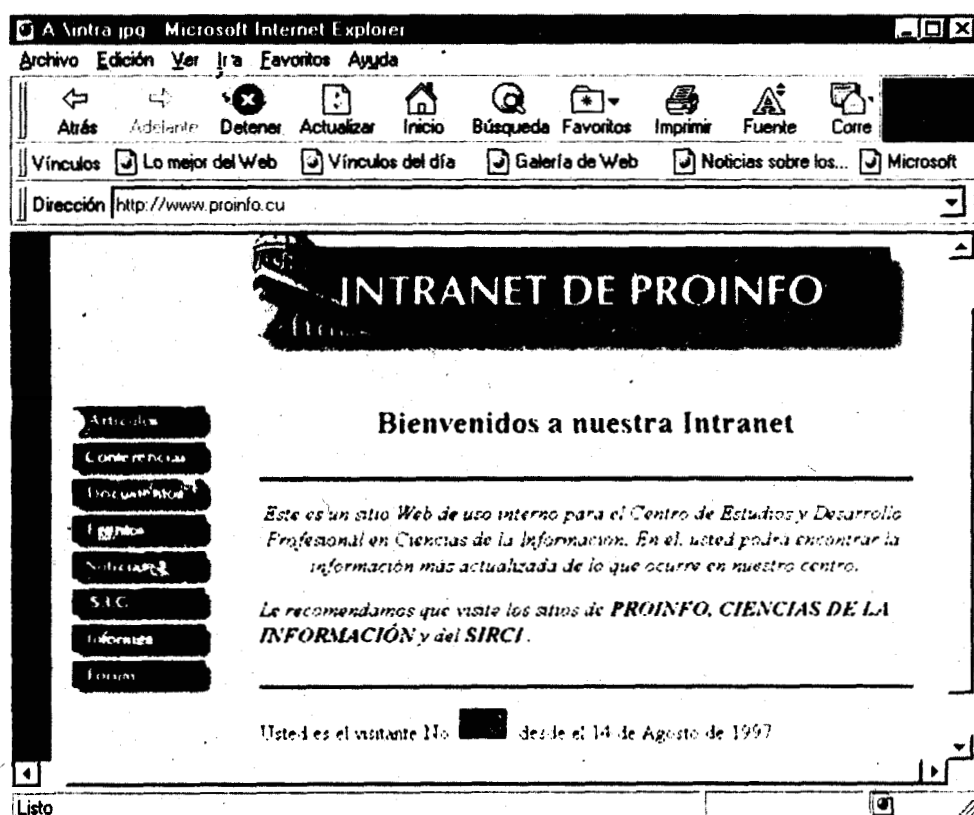 A \intra jpg Microsoft Internet Explorer
Archivo Edición Ver Ir a Favoritos Ayuda
Atrás Adelante Detener Actualizar Inicio Búsqueda Favoritos Imprimir Fuente Corre
Vínculos Lo mejor del Web Vínculos del día Galería de Web Noticias sobre los... Microsoft
Dirección http://www.proinfo.cu
INTRANET DE PROINFO
Bienvenidos a nuestra Intranet
Artículos
Conferencias
Documentos
Eventos
Noticias
S.I.C.
Informes
Forum
Este es un sitio Web de uso interno para el Centro de Estudios y Desarrollo
Profesional en Ciencias de la Información. En el, usted podra encontrar la
información más actualizada de lo que ocurre en nuestro centro.
Le recomendamos que visite los sitios de PROINFO, CIENCIAS DE LA
INFORMACIÓN y del SIRCI .
Usted es el visitante No desde el 14 de Agosto de 1997
Listo